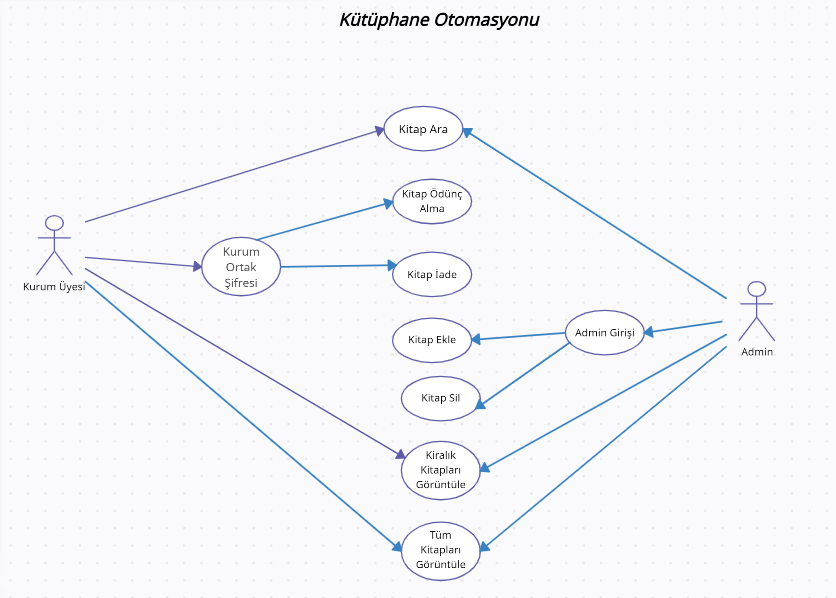 Kütüphane Otomasyonu
Kitap Ara
Kitap Ödünç
Alma
Kurum
Ortak
Şifresi
Kitap İade
Kurum Üyesi
Kitap Ekle
Admin Girişi
Admin
Kitap Sil
Kiralık
Kitapları
Görüntüle
Tüm
Kitapları
Görüntüle